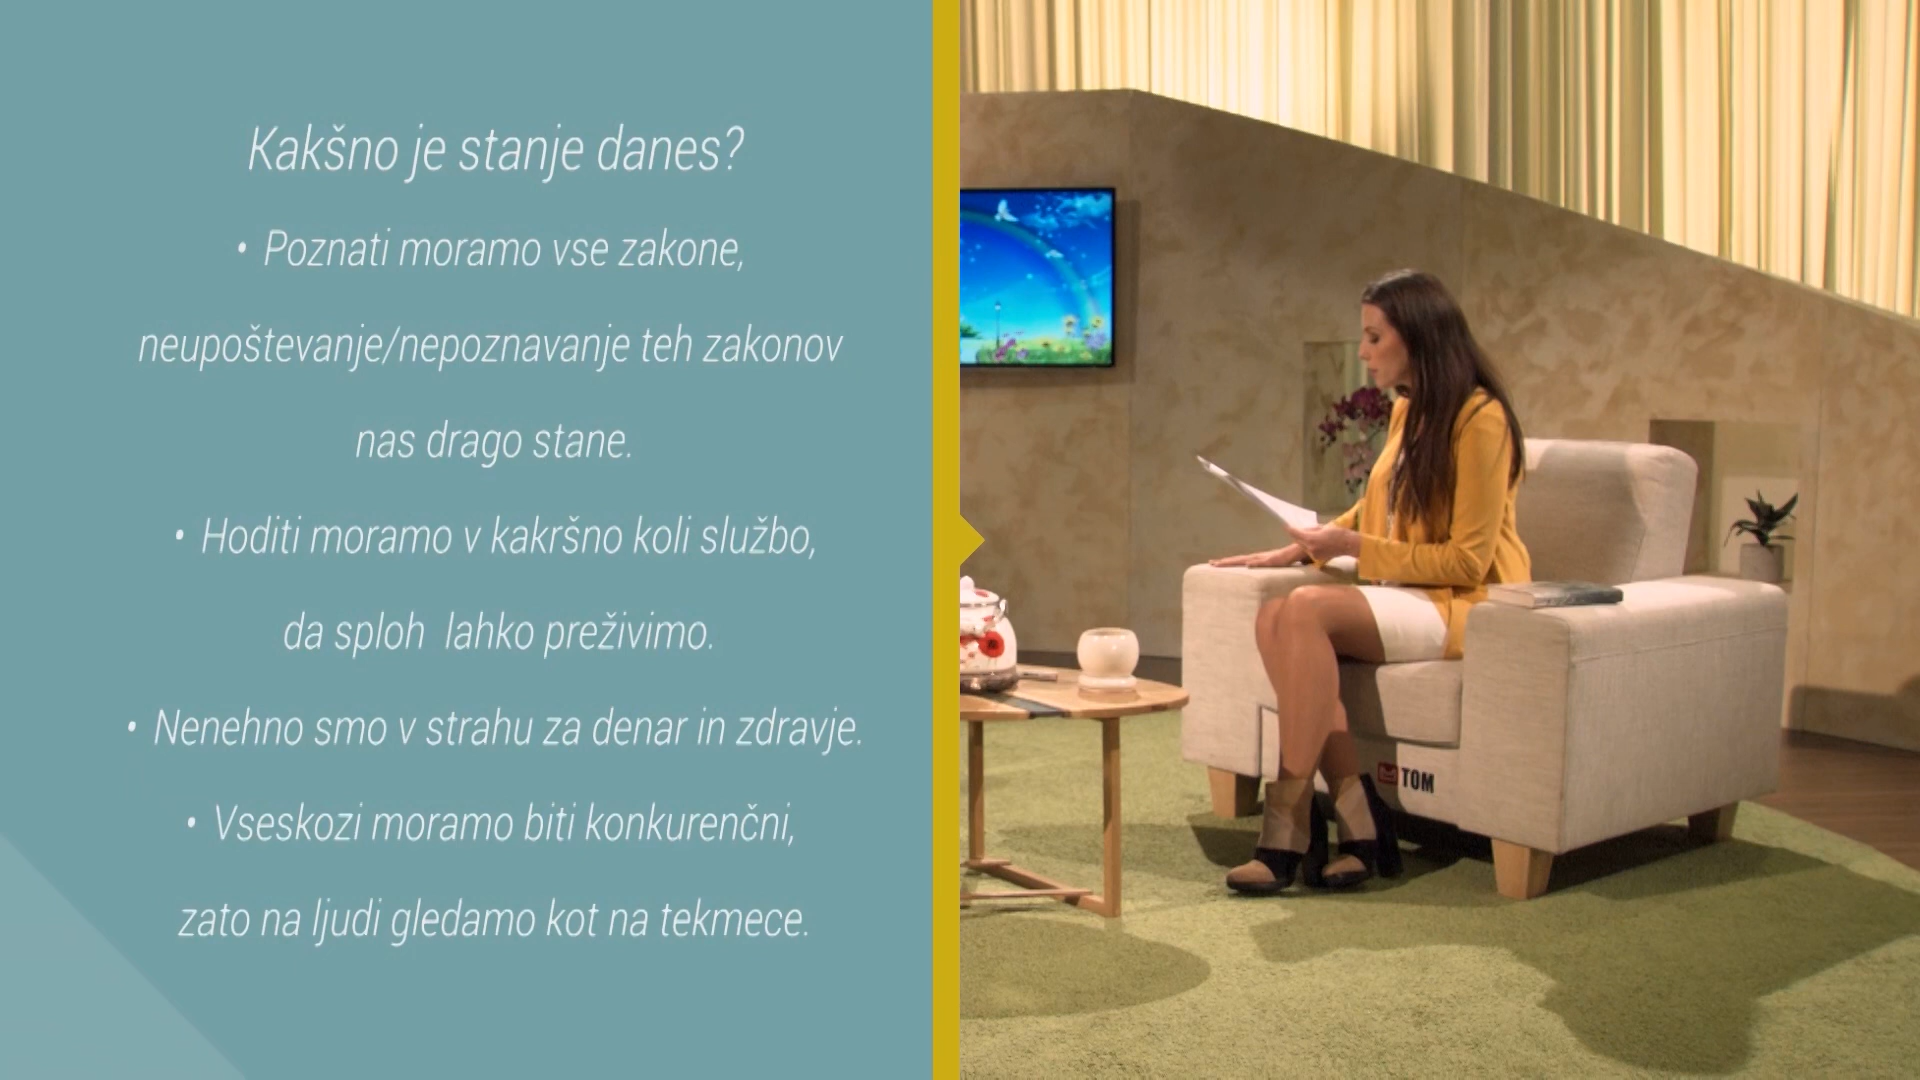 Kakšno je stanje danes?
• Poznati moramo vse zakone,
neupoštevanje/nepoznavanje teh zakonov
nas drago stane.
• Hoditi moramo v kakršno koli službo,
da sploh lahko preživimo.
• Nenehno smo v strahu za denar in zdravje.
• Vseskozi moramo biti konkurenčni,
zato na ljudi gledamo kot na tekmece.
TOM